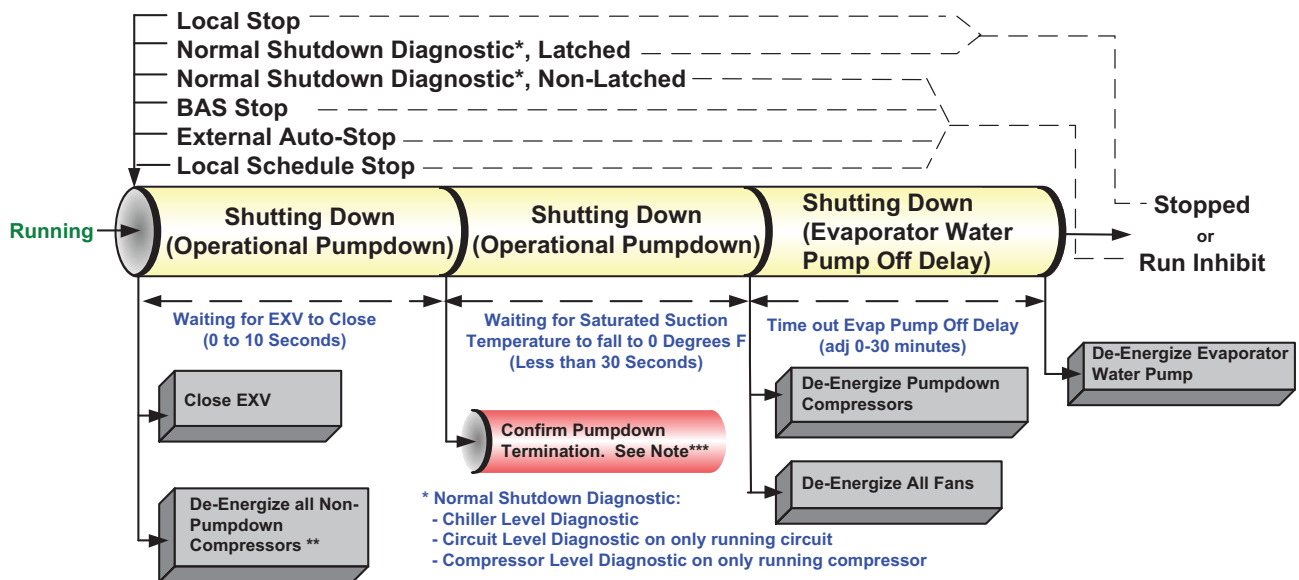 Local Stop
Normal Shutdown Diagnostic*, Latched
Normal Shutdown Diagnostic*, Non-Latched
BAS Stop
External Auto-Stop
Local Schedule Stop
Running
Shutting Down
(Operational Pumpdown)
Shutting Down
(Operational Pumpdown)
Shutting Down
(Evaporator Water
Pump Off Delay)
Stopped
or
Run Inhibit
Waiting for EXV to Close
(0 to 10 Seconds)
Waiting for Saturated Suction
Temperature to fall to 0 Degrees F
(Less than 30 Seconds)
Time out Evap Pump Off Delay
(adj 0-30 minutes)
De-Energize Evaporator
Water Pump
Close EXV
De-Energize Pumpdown
Compressors
Confirm Pumpdown
Termination. See Note***
De-Energize All Fans
De-Energize all Non-
Pumpdown
Compressors **
* Normal Shutdown Diagnostic:
- Chiller Level Diagnostic
- Circuit Level Diagnostic on only running circuit
- Compressor Level Diagnostic on only running compressor